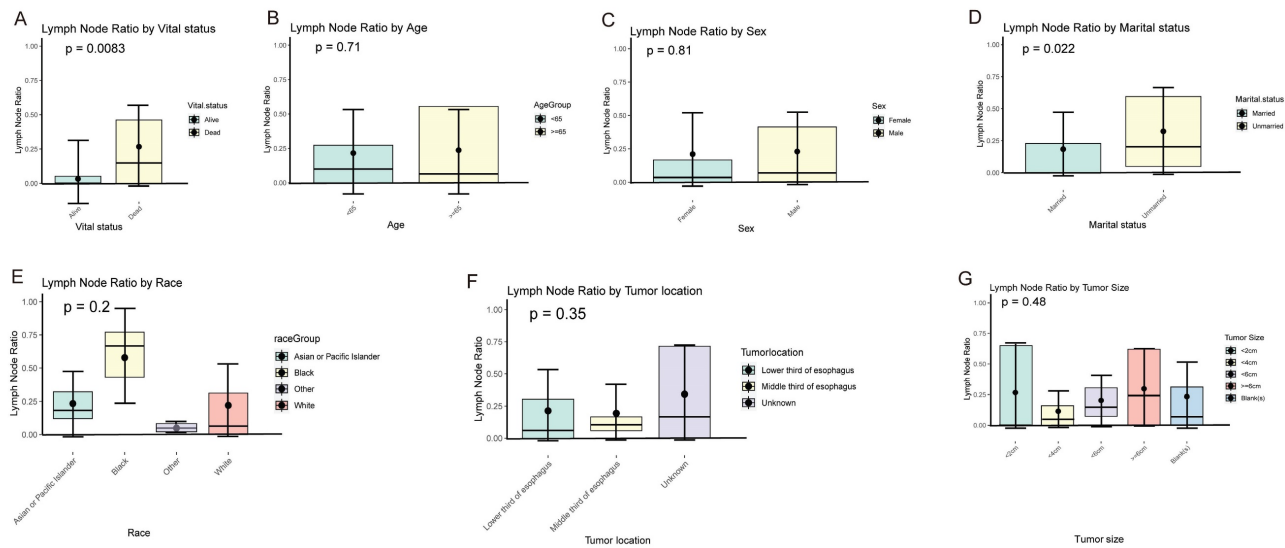 A
Lymph Node Ratio by Vital status
p = 0.0083
Lymph Node Ratio
1.00
0.75
0.50
0.25
0.00
Alive
Dead
Vital status
Vital.status
Alive
Dead
B
Lymph Node Ratio by Age
p = 0.71
Lymph Node Ratio
1.00
0.75
0.50
0.25
0.00
<65
>=65
Age
AgeGroup
<65
>=65
C
Lymph Node Ratio by Sex
p = 0.81
Lymph Node Ratio
1.00
0.75
0.50
0.25
0.00
Female
Male
Sex
Sex
Female
Male
D
Lymph Node Ratio by Marital status
p = 0.022
Lymph Node Ratio
1.00
0.75
0.50
0.25
0.00
Married
Unmarried
Marital status
Marital.status
Married
Unmarried
E
Lymph Node Ratio by Race
p = 0.2
Lymph Node Ratio
1.00
0.75
0.50
0.25
0.00
Asian or Pacific Islander
Black
Other
White
Race
raceGroup
Asian or Pacific Islander
Black
Other
White
F
Lymph Node Ratio by Tumor location
p = 0.35
Lymph Node Ratio
1.00
0.75
0.50
0.25
0.00
Lower third of esophagus
Middle third of esophagus
Unknown
Tumor location
Tumorlocation
Lower third of esophagus
Middle third of esophagus
Unknown
G
Lymph Node Ratio by Tumor Size
p = 0.48
Lymph Node Ratio
1.00
0.75
0.50
0.25
0.00
<2cm
<4cm
<6cm
>=6cm
Blank(s)
Tumor size
Tumor Size
<2cm
<4cm
<6cm
>=6cm
Blank(s)